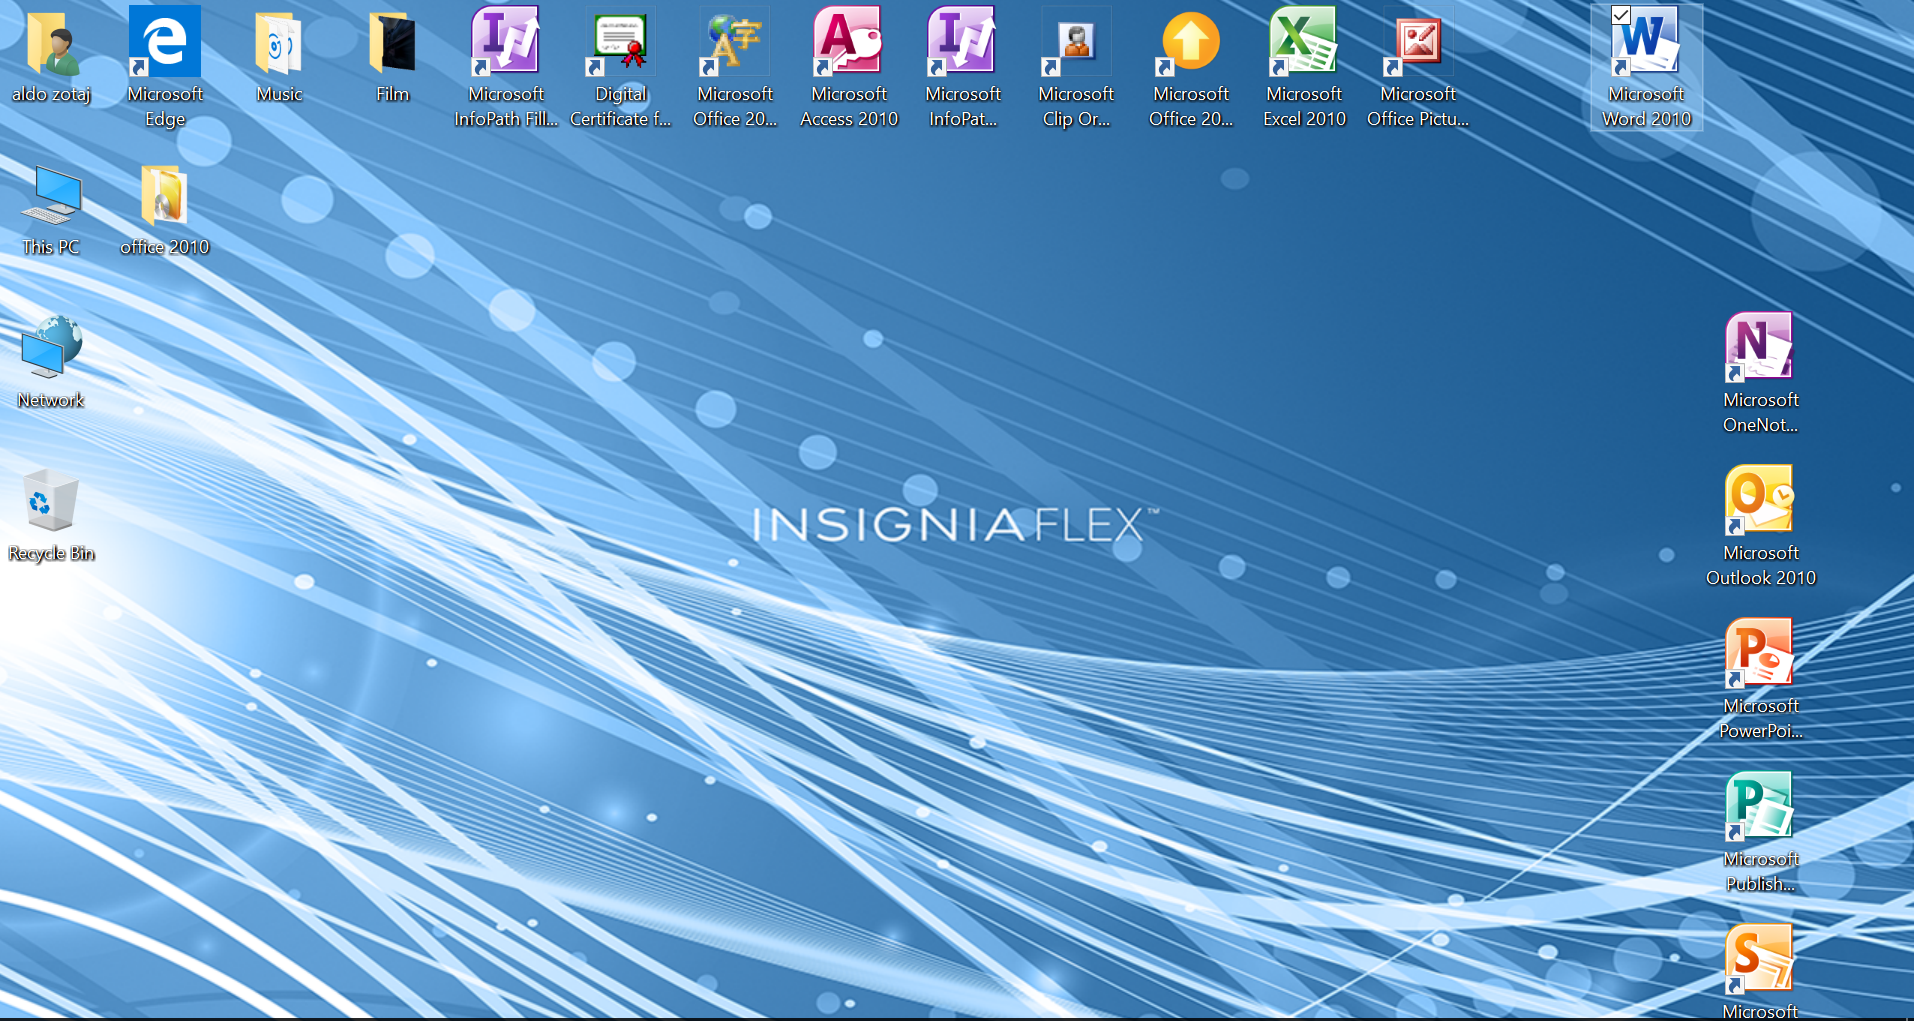 aldo zotaj
Microsoft
Edge
Music
Film
Microsoft
InfoPath Fill...
Digital
Certificate f...
Microsoft
Office 20...
Microsoft
Access 2010
Microsoft
InfoPat...
Microsoft
Clip Or...
Microsoft
Office 20...
Microsoft
Excel 2010
Microsoft
Office Pictu...
Microsoft
Word 2010
This PC
office 2010
Network
Microsoft
OneNot...
INSIGNIA FLEX™
Recycle Bin
Microsoft
Outlook 2010
Microsoft
PowerPoi...
Microsoft
Publish...
Microsoft